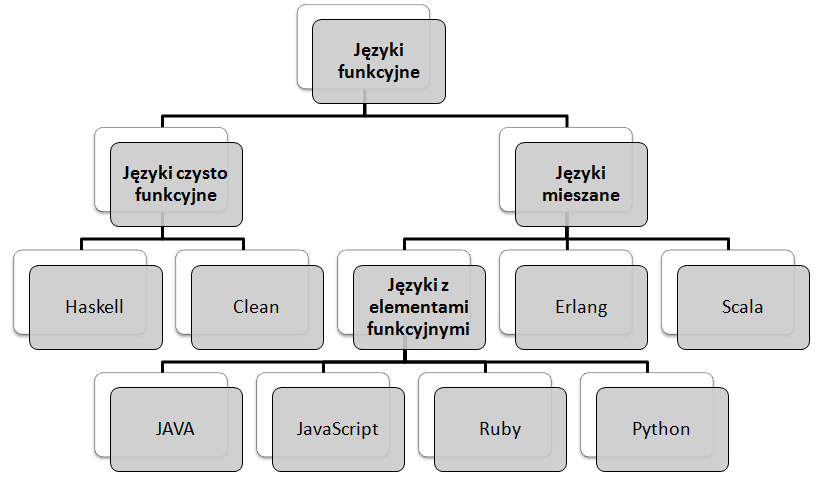 Języki
funkcyjne
Języki czysto
funkcyjne
Języki
mieszane
Haskell
Clean
Języki z
elementami
funkcyjnymi
Erlang
Scala
JAVA
JavaScript
Ruby
Python